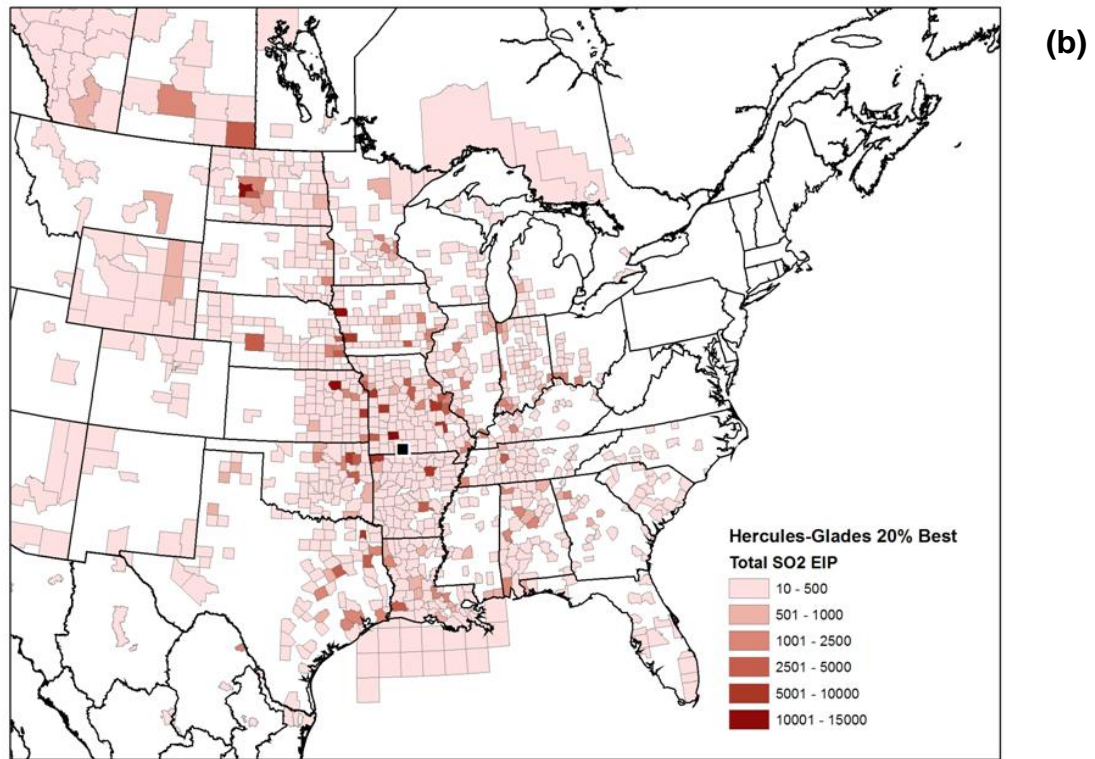 (b)
Hercules-Glades 20% Best
Total SO2 EIP
10 - 500
501 - 1000
1001 - 2500
2501 - 5000
5001 - 10000
10001 - 15000